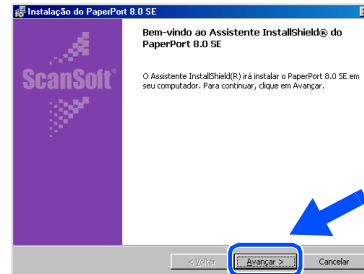 Instalação do PaperPort 8.0 SE
Bem-vindo ao Assistente InstallShield® do
PaperPort 8.0 SE
ScanSoft®
O Assistente InstallShield(R) irá instalar o PaperPort 8.0 SE em
seu computador. Para continuar, clique em Avançar.
< Voltar
Avançar >
Cancelar